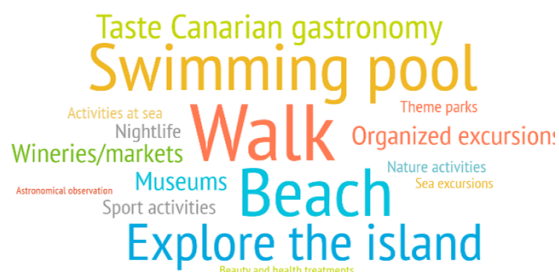 Taste Canarian gastronomy
Swimming pool
Activities at sea
Theme parks
Nightlife
Walk
Organized excursions
Wineries/markets
Nature activities
Museums
Beach
Sea excursions
Astronomical observation
Sport activities
Explore the island
Beauty and health treatments